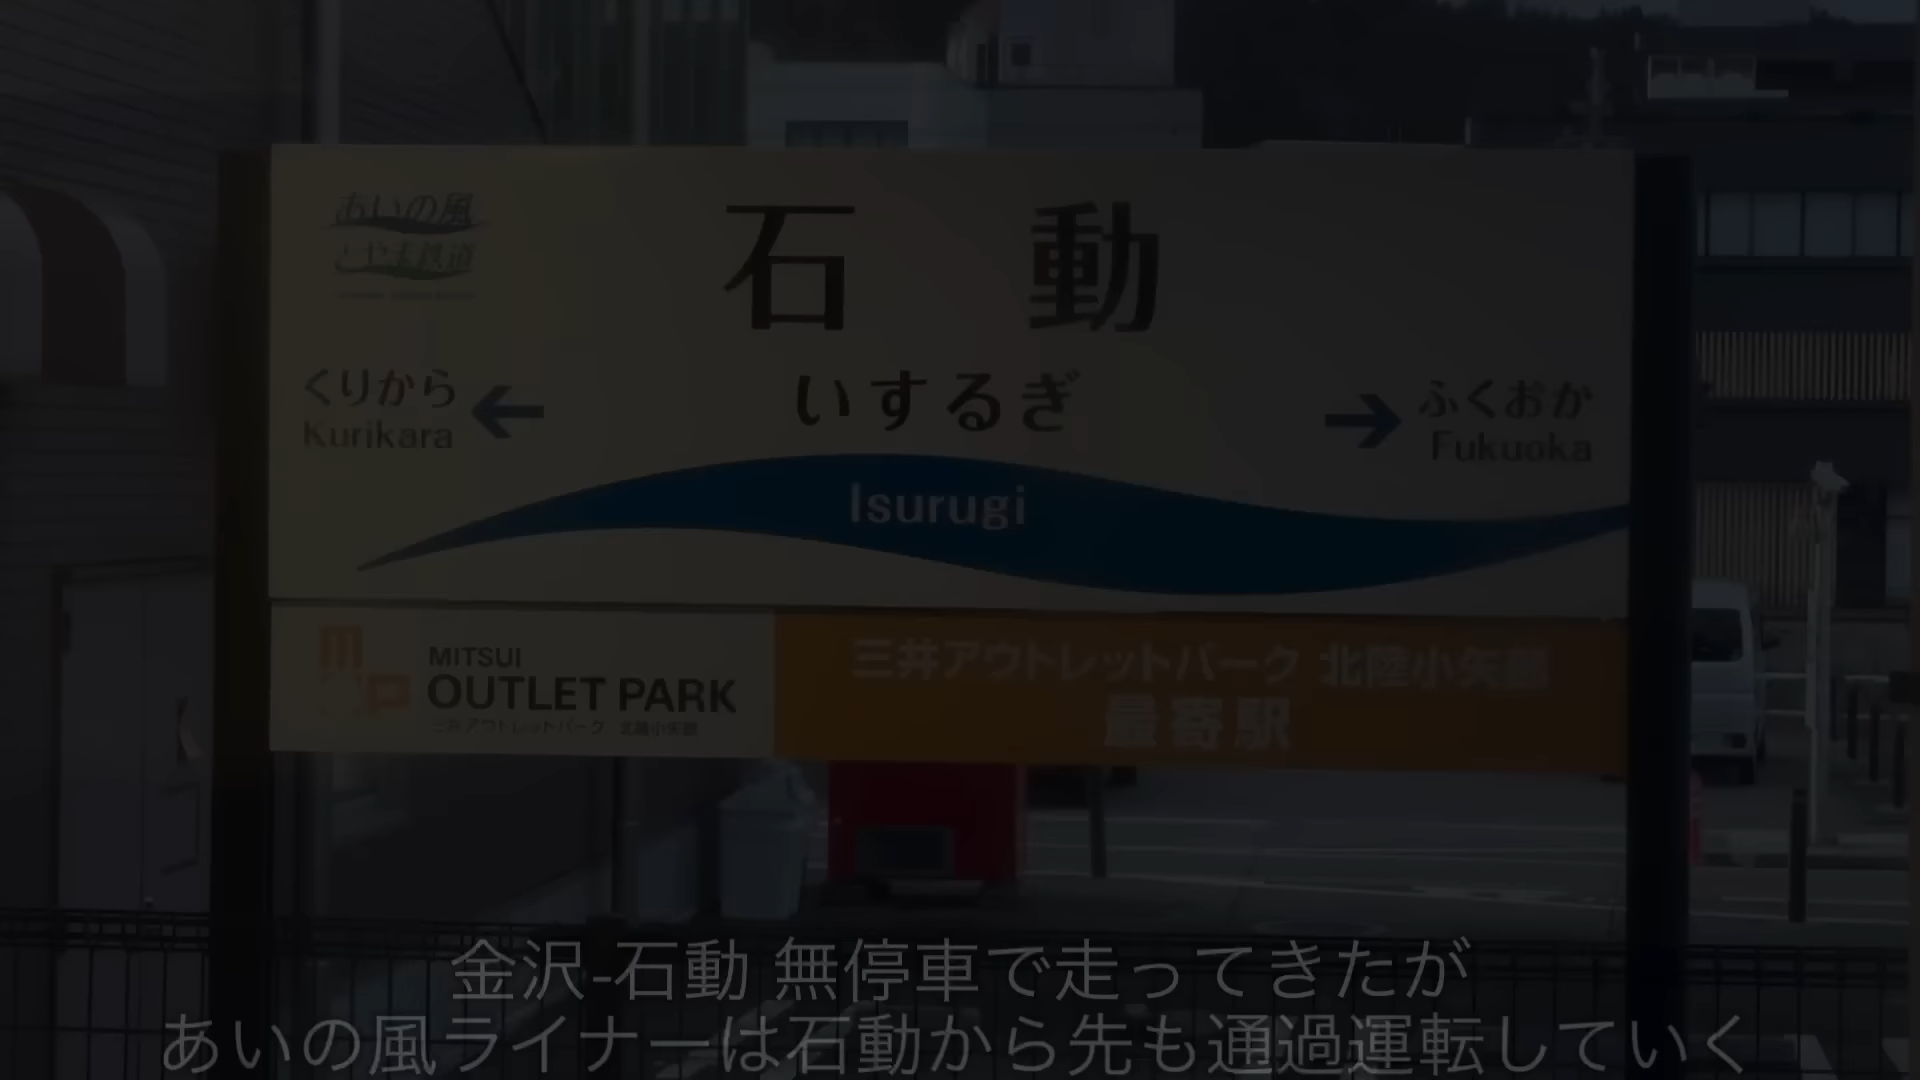 あいの風
とやま鉄道
石動
くりから
Kurikara
いするぎ
ふくおか
Fukuoka
Isurugi
MITSUI
OUTLET PARK
三井アウトレットパーク 北陸小矢部
三井アウトレットパーク 北陸小矢部
最寄駅
金沢-石動 無停車で走ってきたが
あいの風ライナーは石動から先も通過運転していく